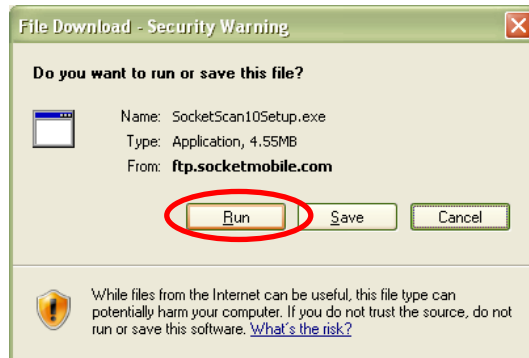 File Download - Security Warning
Do you want to run or save this file?
Name: SocketScan10Setup.exe
Type: Application, 4.55MB
From: ftp.socketmobile.com
Run Save Cancel
While files from the Internet can be useful, this file type can
potentially harm your computer. If you do not trust the source, do not
run or save this software. What's the risk?